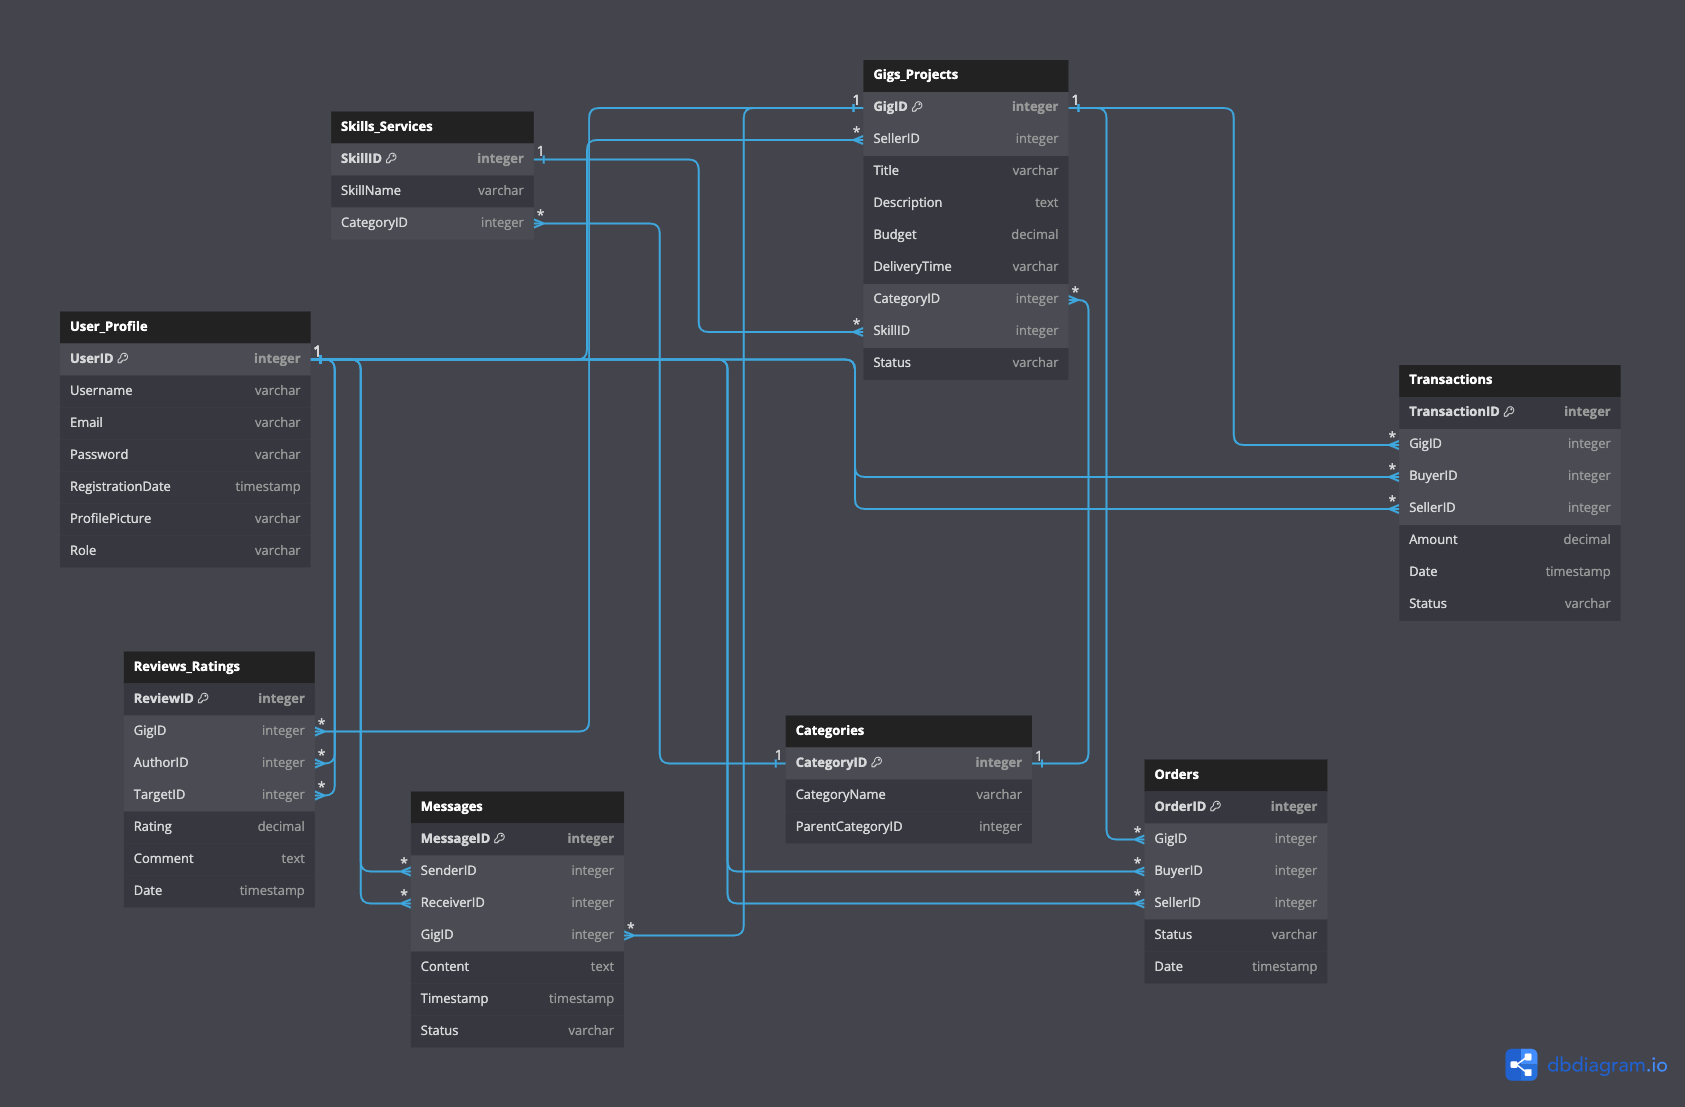 Gigs_Projects
GigID integer
SellerID integer
Title varchar
Description text
Budget decimal
DeliveryTime varchar
CategoryID integer
SkillID integer
Status varchar
1
*
1
*
*
Skills_Services
SkillID integer
SkillName varchar
CategoryID integer
1
*
User_Profile
UserID integer
Username varchar
Email varchar
Password varchar
RegistrationDate timestamp
ProfilePicture varchar
Role varchar
1
Transactions
TransactionID integer
GigID integer
BuyerID integer
SellerID integer
Amount decimal
Date timestamp
Status varchar
*
*
*
Reviews_Ratings
ReviewID integer
GigID integer
AuthorID integer
TargetID integer
Rating decimal
Comment text
Date timestamp
*
*
*
Categories
CategoryID integer
CategoryName varchar
ParentCategoryID integer
1
1
Orders
OrderID integer
GigID integer
BuyerID integer
SellerID integer
Status varchar
Date timestamp
*
*
*
Messages
MessageID integer
SenderID integer
ReceiverID integer
GigID integer
Content text
Timestamp timestamp
Status varchar
*
*
*
dbdiagram.io